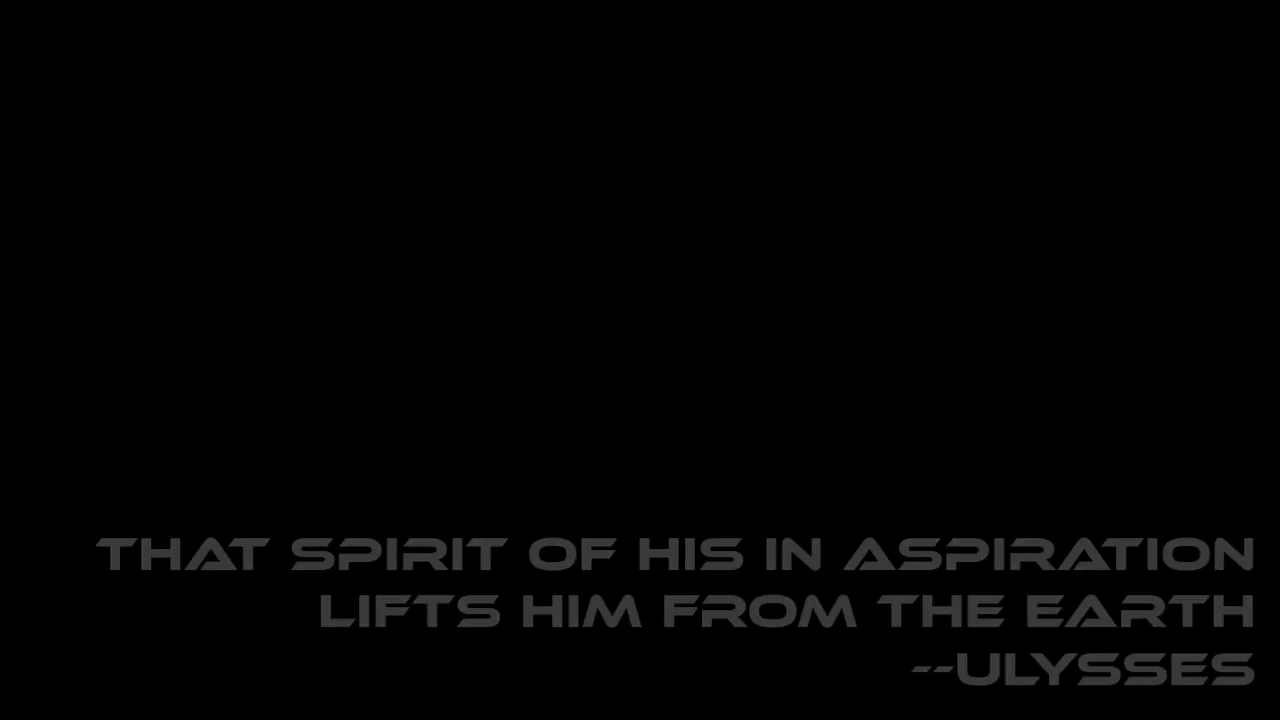 THAT SPIRIT OF HIS IN ASPIRATION
LIFTS HIM FROM THE EARTH
--ULYSSES